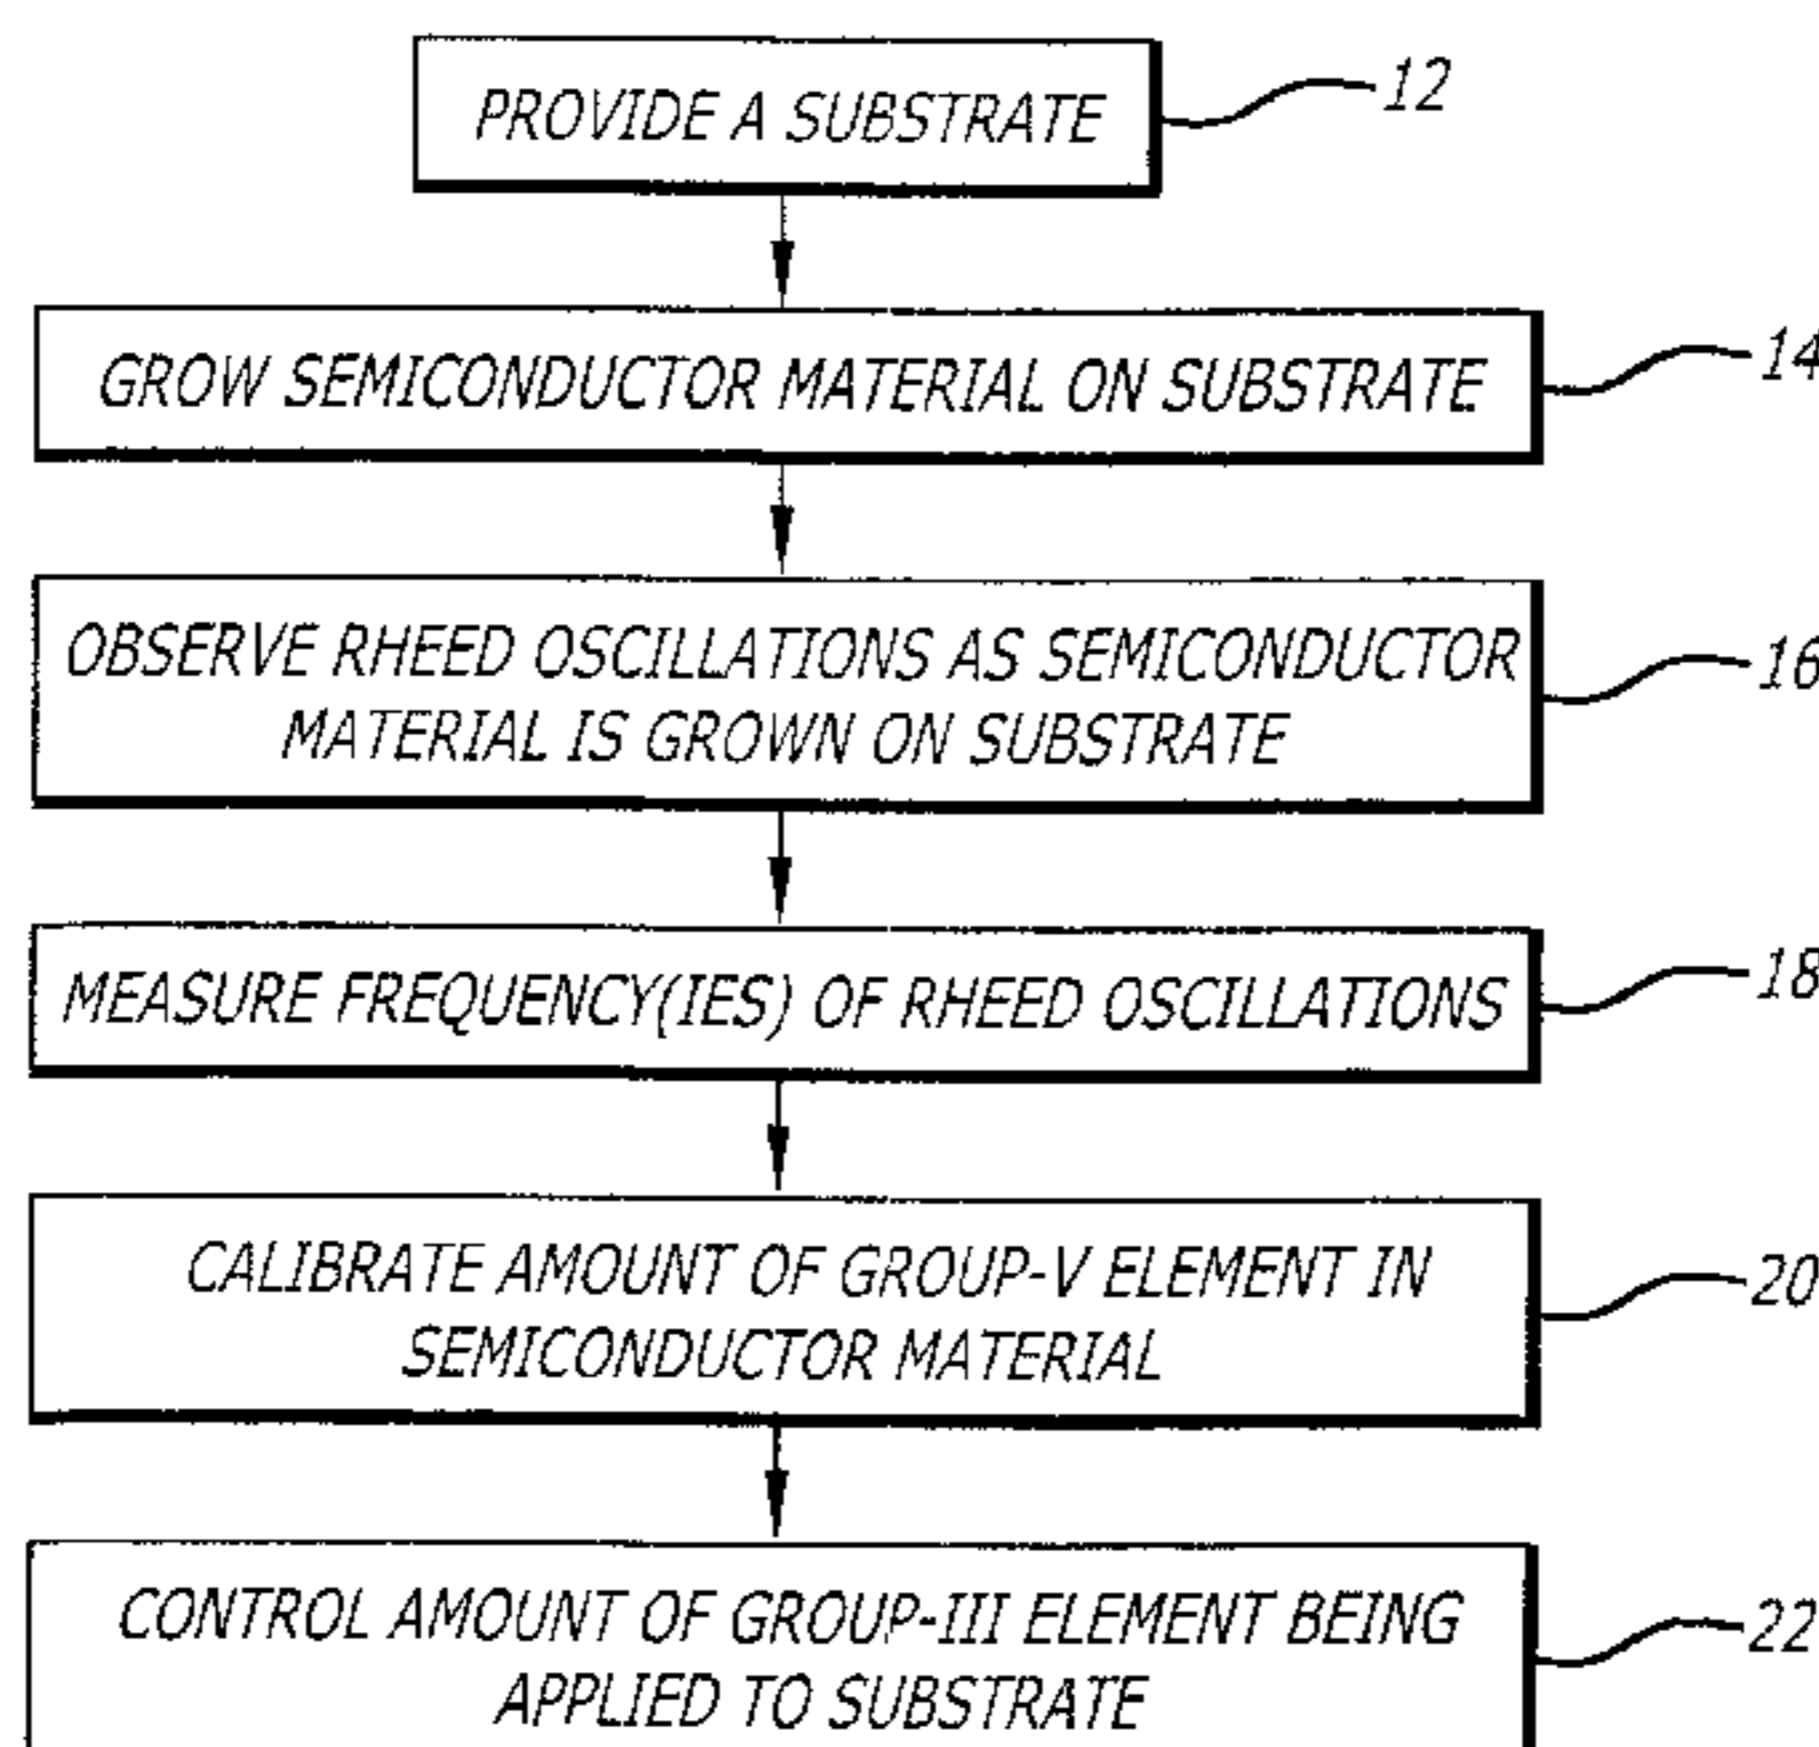 PROVIDE A SUBSTRATE
12
GROW SEMICONDUCTOR MATERIAL ON SUBSTRATE
14
OBSERVE RHEED OSCILLATIONS AS SEMICONDUCTOR
MATERIAL IS GROWN ON SUBSTRATE
16
MEASURE FREQUENCY(IES) OF RHEED OSCILLATIONS
18
CALIBRATE AMOUNT OF GROUP-V ELEMENT IN
SEMICONDUCTOR MATERIAL
20
CONTROL AMOUNT OF GROUP-III ELEMENT BEING
APPLIED TO SUBSTRATE
22